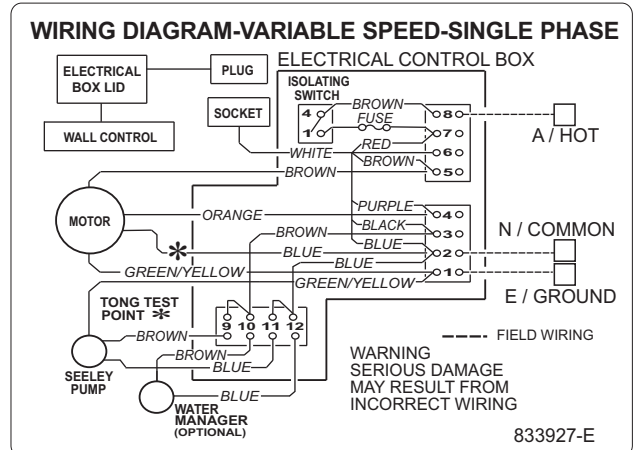 WIRING DIAGRAM-VARIABLE SPEED-SINGLE PHASE
ELECTRICAL CONTROL BOX
ELECTRICAL
BOX LID
PLUG
WALL CONTROL
SOCKET
ISOLATING
SWITCH
4
1
BROWN
FUSE
RED
WHITE
BROWN
BROWN
8
7
6
5
A / HOT
MOTOR
ORANGE
PURPLE
BLACK
BROWN
BLUE
BLUE
BLUE
GREEN/YELLOW
GREEN/YELLOW
4
3
2
1
N / COMMON
E / GROUND
TONG TEST
POINT *
*
9 10 11 12
BROWN
BROWN
BLUE
BLUE
SEELEY
PUMP
WATER
MANAGER
(OPTIONAL)
FIELD WIRING
WARNING
SERIOUS DAMAGE
MAY RESULT FROM
INCORRECT WIRING
833927-E